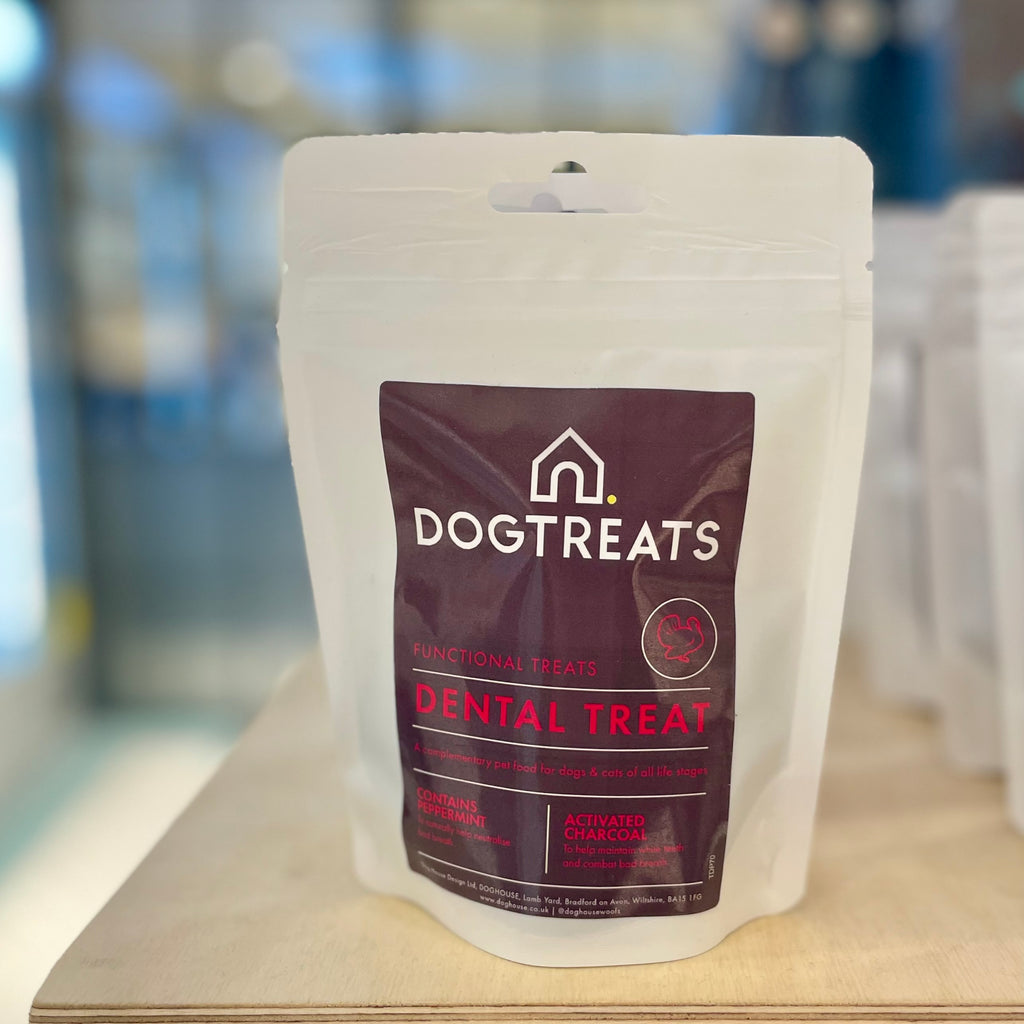 DOGTREATS
FUNCTIONAL TREATS
DENTAL TREAT
A complementary pet food for dogs & cats of all life stages
CONTAINS
PEPPERMINT
To naturally help neutralise
bad breath
ACTIVATED
CHARCOAL
To help maintain white teeth
and combat bad breath
TDP70
Design Ltd. DOGHOUSE, Lamb Yard, Bradford on Avon, Wiltshire, BA15 1FG
www.doghouse.co.uk | @doghousewoofs